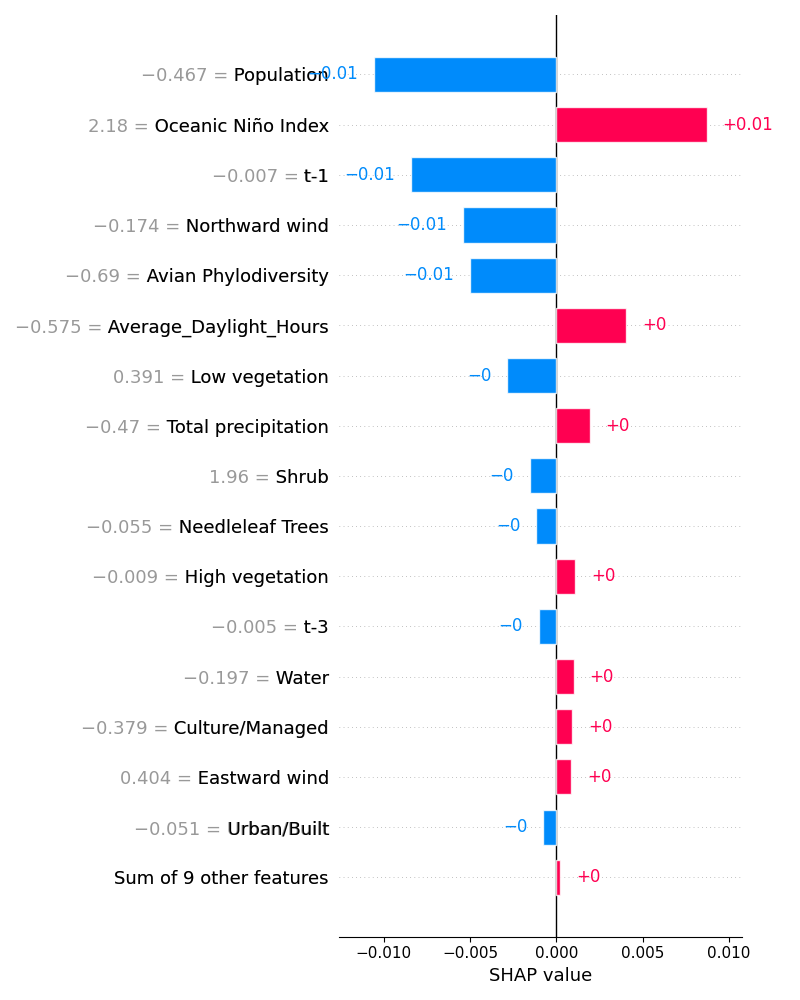 −0.467 = Population −0.01
2.18 = Oceanic Niño Index +0.01
−0.007 = t-1 −0.01
−0.174 = Northward wind −0.01
−0.69 = Avian Phylodiversity −0.01
−0.575 = Average_Daylight_Hours +0
0.391 = Low vegetation −0
−0.47 = Total precipitation +0
1.96 = Shrub −0
−0.055 = Needleleaf Trees −0
−0.009 = High vegetation +0
−0.005 = t-3 −0
−0.197 = Water +0
−0.379 = Culture/Managed +0
0.404 = Eastward wind +0
−0.051 = Urban/Built −0
Sum of 9 other features +0
−0.010 −0.005 0.000 0.005 0.010
SHAP value